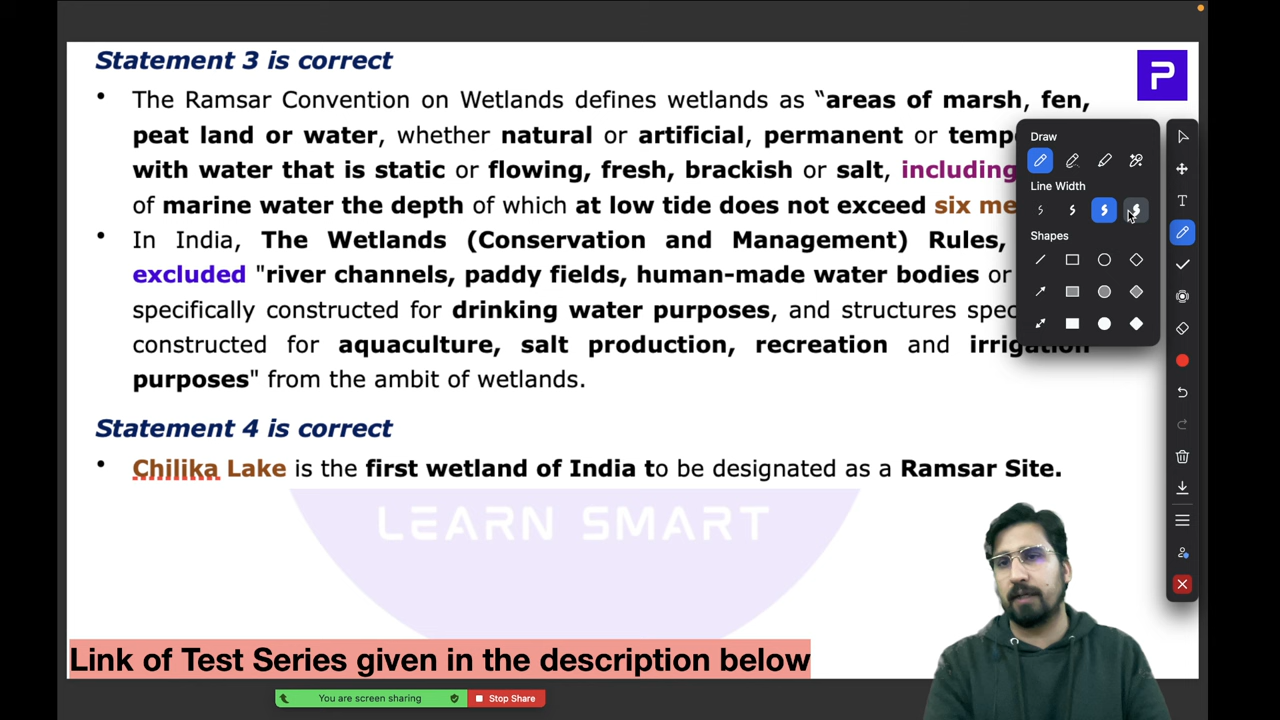 Statement 3 is correct
• The Ramsar Convention on Wetlands defines wetlands as “areas of marsh, fen,
peat land or water, whether natural or artificial, permanent or
with water that is static or flowing, fresh, brackish or salt, including
of marine water the depth of which at low tide does not exceed six
• In India, The Wetlands (Conservation and Management) Rules,
excluded "river channels, paddy fields, human-made water bodies or
specifically constructed for drinking water purposes, and structures
constructed for aquaculture, salt production, recreation and irrigation
purposes" from the ambit of wetlands.
Statement 4 is correct
• Chilika Lake is the first wetland of India to be designated as a Ramsar Site.
LEARN SMART
Link of Test Series given in the description below
You are screen sharing
Stop Share
P
Draw
Line Width
Shapes
T